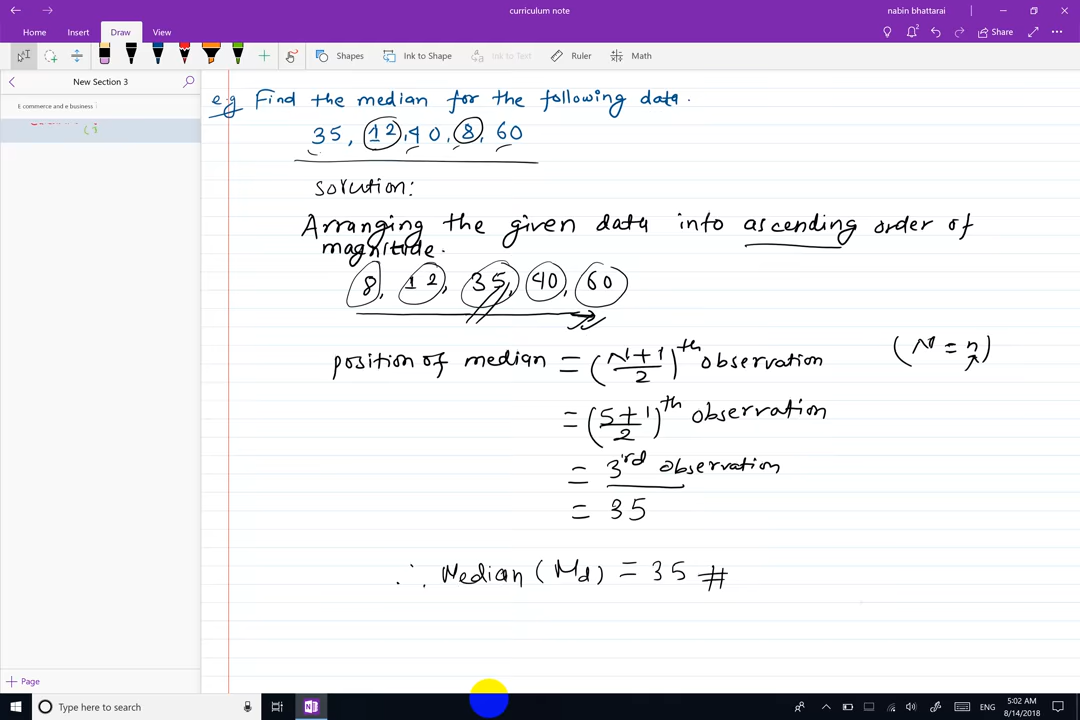 curriculum note
nabin bhattarai
Home Insert Draw View
Share
Shapes Ink to Shape Ink to Text Ruler Math
New Section 3
E commerce and e business
e.g Find the median for the following data.
35, 12, 40, 8, 60
Solution:
Arranging the given data into ascending order of
magnitude.
8, 12, 35, 40, 60
position of median = (N+1/2)th observation (N = n)
= (5+1/2)th observation
= 3rd observation
= 35
∴ Median (Md) = 35 #
+ Page
Type here to search
ENG
5:02 AM
8/14/2018